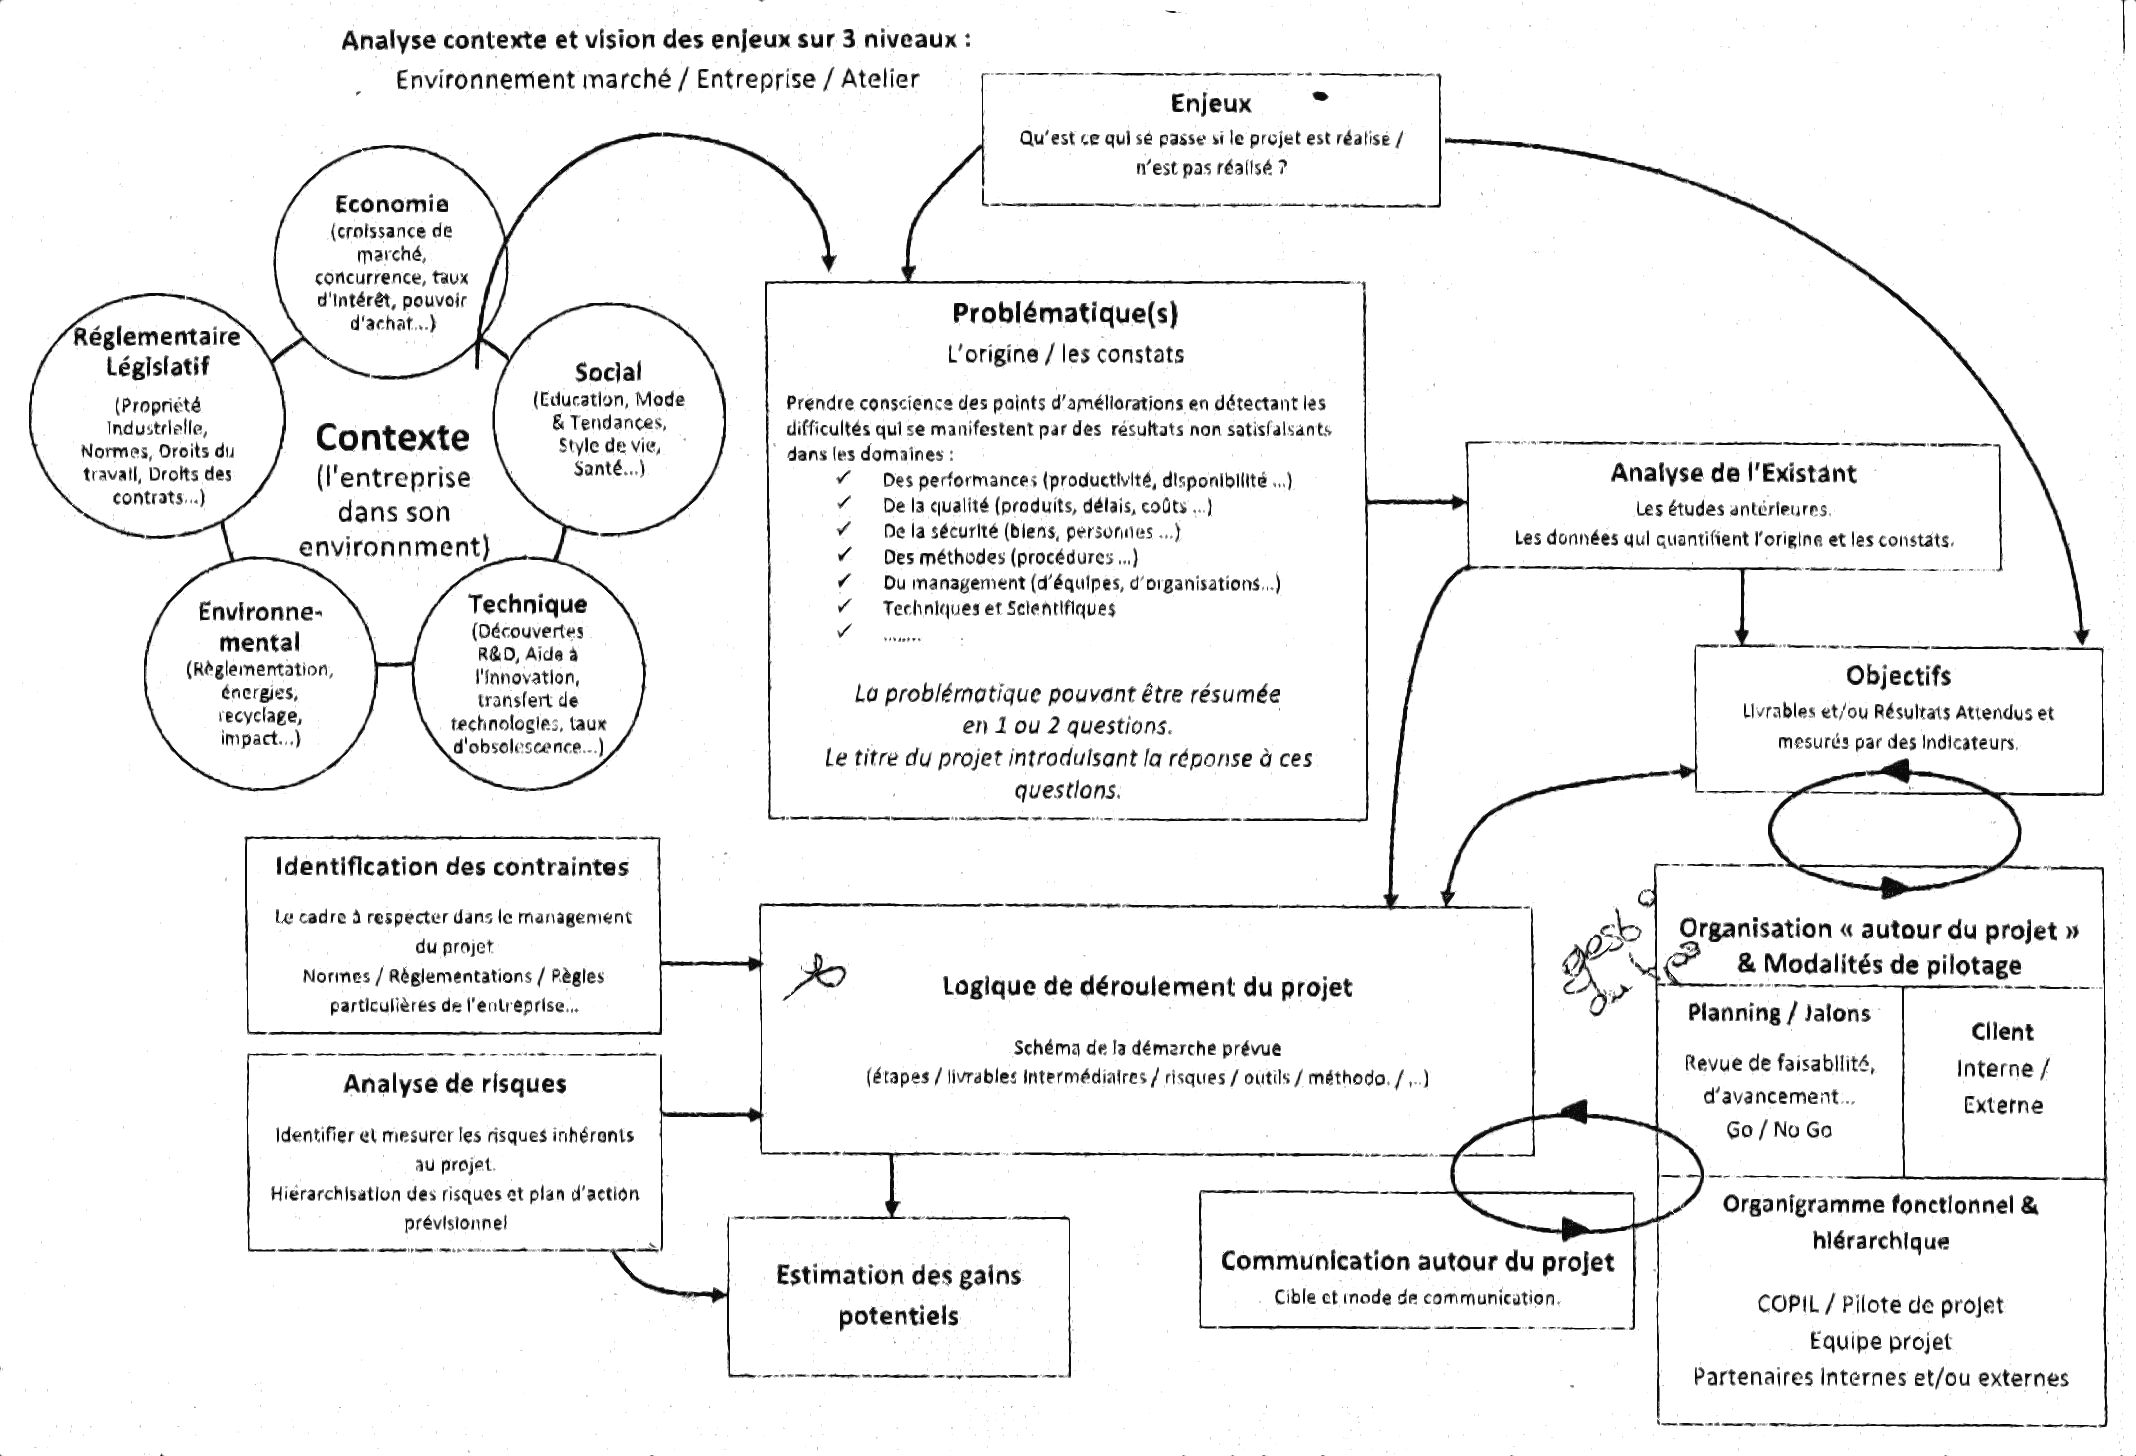 Analyse contexte et vision des enjeux sur 3 niveaux :
Environnement marché / Entreprise / Atelier
Enjeux
Qu'est ce qui se passe si le projet est réalisé /
n'est pas réalisé ?
Economie
(croissance de
marché,
concurrence, taux
d'intérêt, pouvoir
d'achat...)
Réglementaire
Législatif
(Propriété
Industrielle,
Normes, Droits du
travail, Droits des
contrats...)
Social
(Education, Mode
& Tendances,
Style de vie,
Santé...)
Contexte
(l'entreprise
dans son
environnment)
Environne-
mental
(Règlementation,
énergies,
recyclage,
impact...)
Technique
(Découvertes
R&D, Aide à
l'innovation,
transfert de
technologies, taux
d'obsolescence...)
Problématique(s)
L'origine / les constats
Prendre conscience des points d'améliorations en détectant les
difficultés qui se manifestent par des résultats non satisfaisants
dans les domaines :
✓ Des performances (productivité, disponibilité ...)
✓ De la qualité (produits, délais, coûts ...)
✓ De la sécurité (biens, personnes ...)
✓ Des méthodes (procédures ...)
✓ Du management (d'équipes, d'organisations...)
✓ Techniques et Scientifiques
✓ ........
La problématique pouvant être résumée
en 1 ou 2 questions.
Le titre du projet introduisant la réponse à ces
questions.
Analyse de l'Existant
Les études antérieures.
Les données qui quantifient l'origine et les constats.
Objectifs
Livrables et/ou Résultats Attendus et
mesurés par des indicateurs.
Identification des contraintes
Le cadre à respecter dans le management
du projet
Normes / Règlementations / Règles
particulières de l'entreprise...
Analyse de risques
Identifier et mesurer les risques inhérents
au projet.
Hiérarchisation des risques et plan d'action
prévisionnel
Logique de déroulement du projet
Schéma de la démarche prévue
(étapes / livrables intermédiaires / risques / outils / méthodo. / ...)
Estimation des gains
potentiels
Communication autour du projet
Cible et mode de communication.
Organisation « autour du projet »
& Modalités de pilotage
Planning / Jalons
Revue de faisabilité,
d'avancement...
Go / No Go
Client
Interne /
Externe
Organigramme fonctionnel &
hiérarchique
COPIL / Pilote de projet
Equipe projet
Partenaires Internes et/ou externes